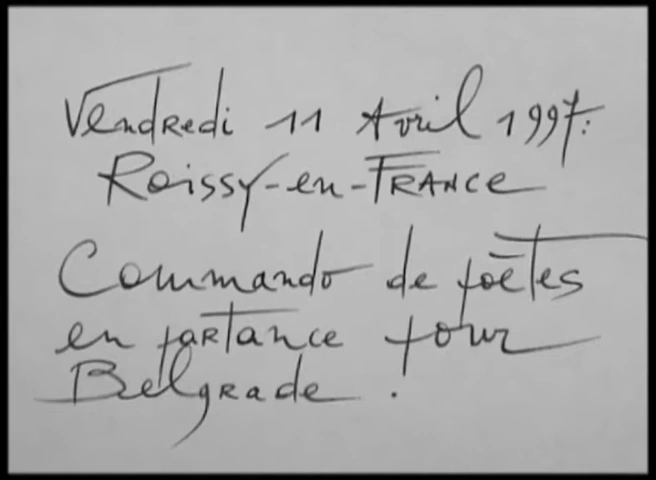 Vendredi 11 Avril 1997:
Roissy-en-France
Commando de poètes
en partance pour
Belgrade.